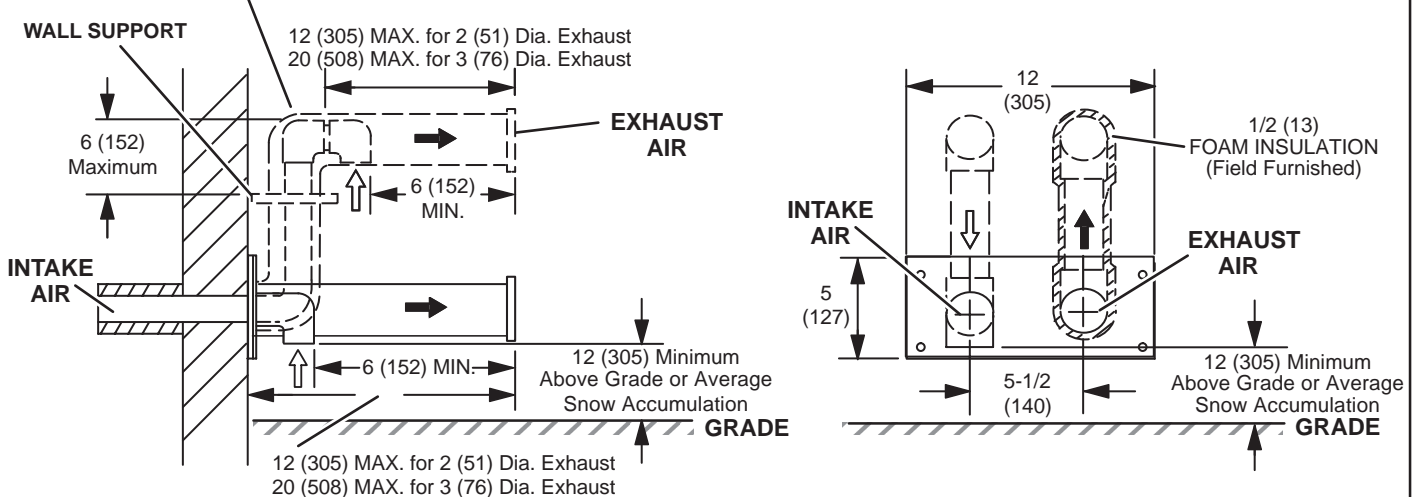 WALL SUPPORT
12 (305) MAX. for 2 (51) Dia. Exhaust
20 (508) MAX. for 3 (76) Dia. Exhaust
6 (152)
Maximum
EXHAUST
AIR
6 (152)
MIN.
INTAKE
AIR
6 (152) MIN.
12 (305) Minimum
Above Grade or Average
Snow Accumulation
GRADE
12 (305) MAX. for 2 (51) Dia. Exhaust
20 (508) MAX. for 3 (76) Dia. Exhaust
12
(305)
1/2 (13)
FOAM INSULATION
(Field Furnished)
INTAKE
AIR
EXHAUST
AIR
5
(127)
5-1/2
(140)
12 (305) Minimum
Above Grade or Average
Snow Accumulation
GRADE